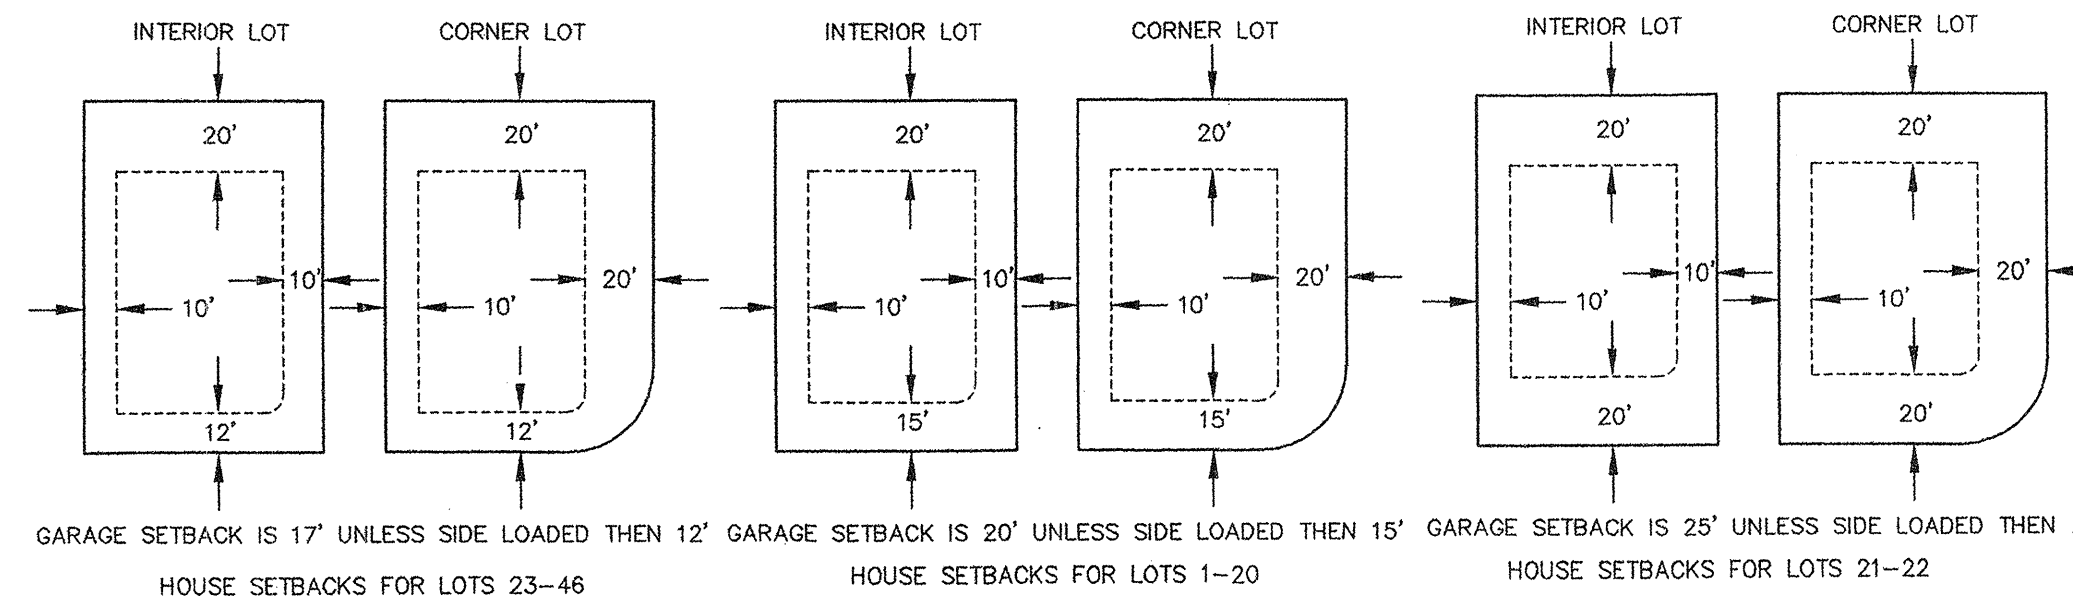 INTERIOR LOT
CORNER LOT
20'
20'
10'
20'
10'
10'
12'
12'
GARAGE SETBACK IS 17' UNLESS SIDE LOADED THEN 12'
HOUSE SETBACKS FOR LOTS 23-46
INTERIOR LOT
CORNER LOT
20'
20'
10'
20'
10'
10'
15'
15'
GARAGE SETBACK IS 20' UNLESS SIDE LOADED THEN 15'
HOUSE SETBACKS FOR LOTS 1-20
INTERIOR LOT
CORNER LOT
20'
20'
10'
20'
10'
10'
20'
20'
GARAGE SETBACK IS 25' UNLESS SIDE LOADED THEN
HOUSE SETBACKS FOR LOTS 21-22